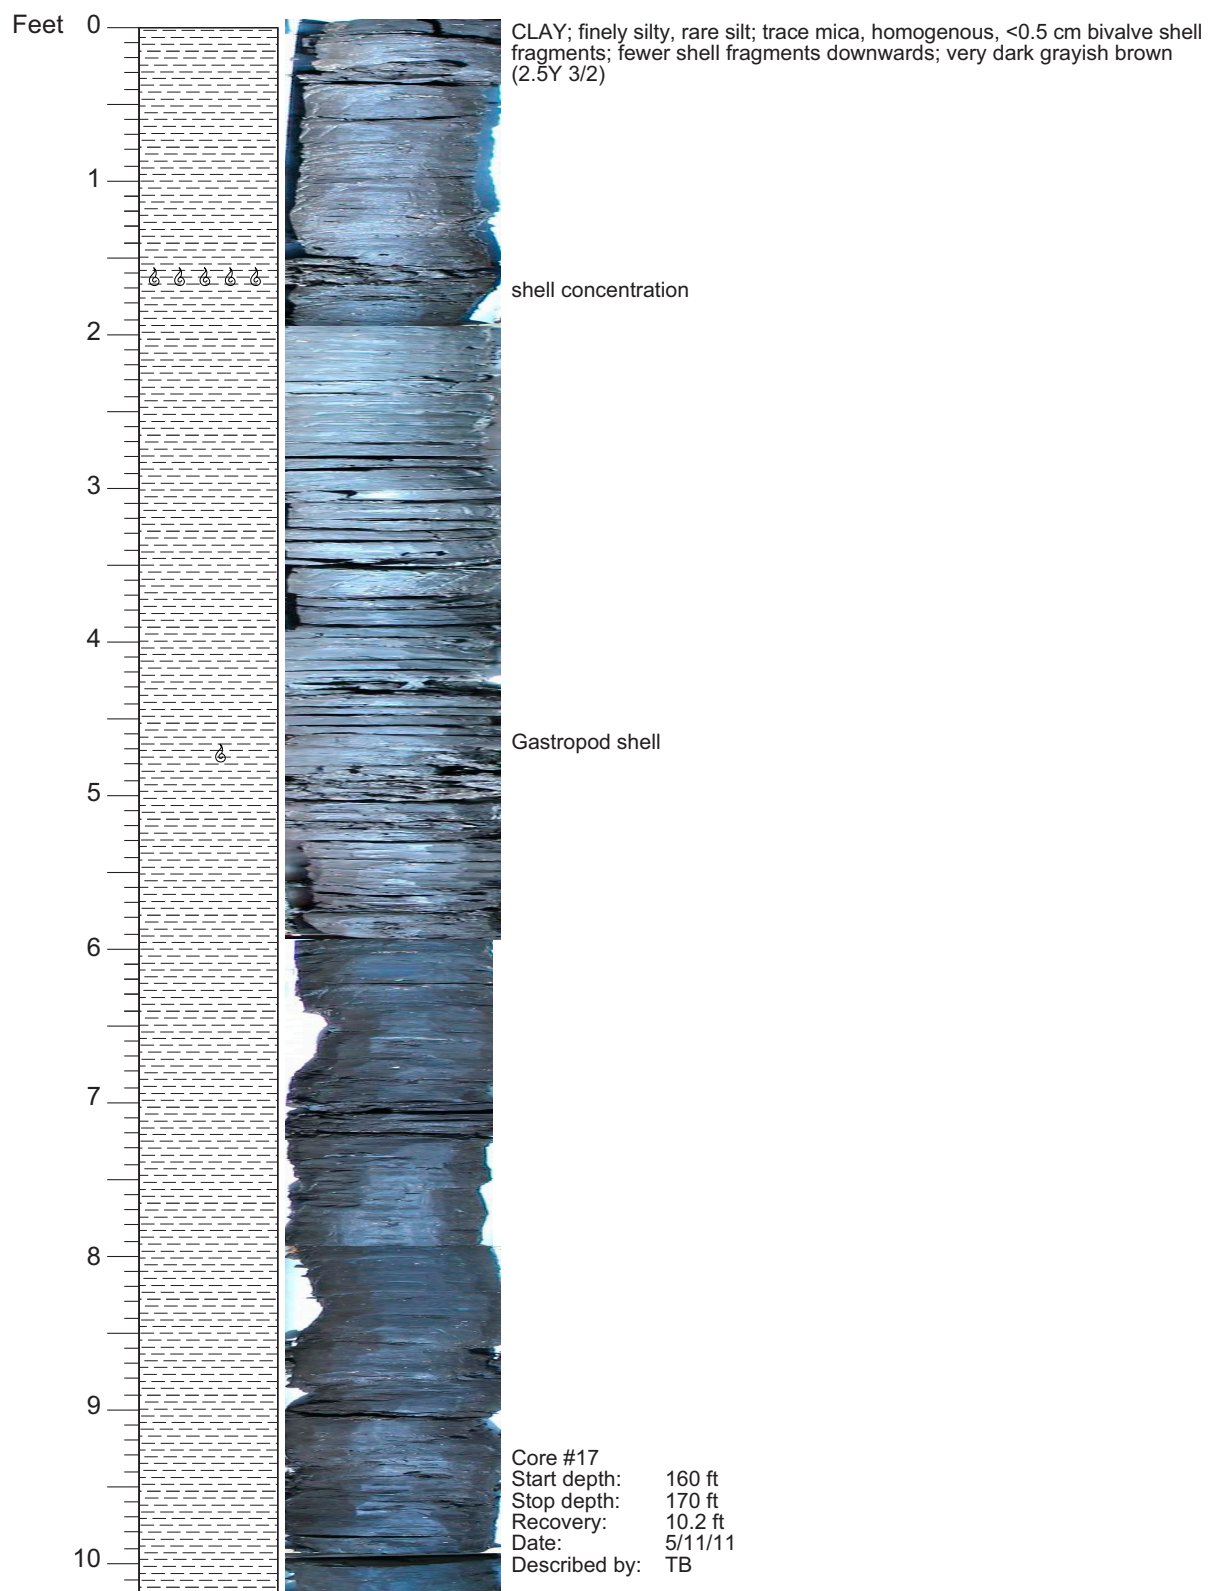 Feet 0
CLAY; finely silty, rare silt; trace mica, homogenous, <0.5 cm bivalve shell
fragments; fewer shell fragments downwards; very dark grayish brown
(2.5Y 3/2)
1
shell concentration
2
3
4
Gastropod shell
5
6
7
8
9
Core #17
Start depth: 160 ft
Stop depth: 170 ft
Recovery: 10.2 ft
Date: 5/11/11
10
Described by: TB